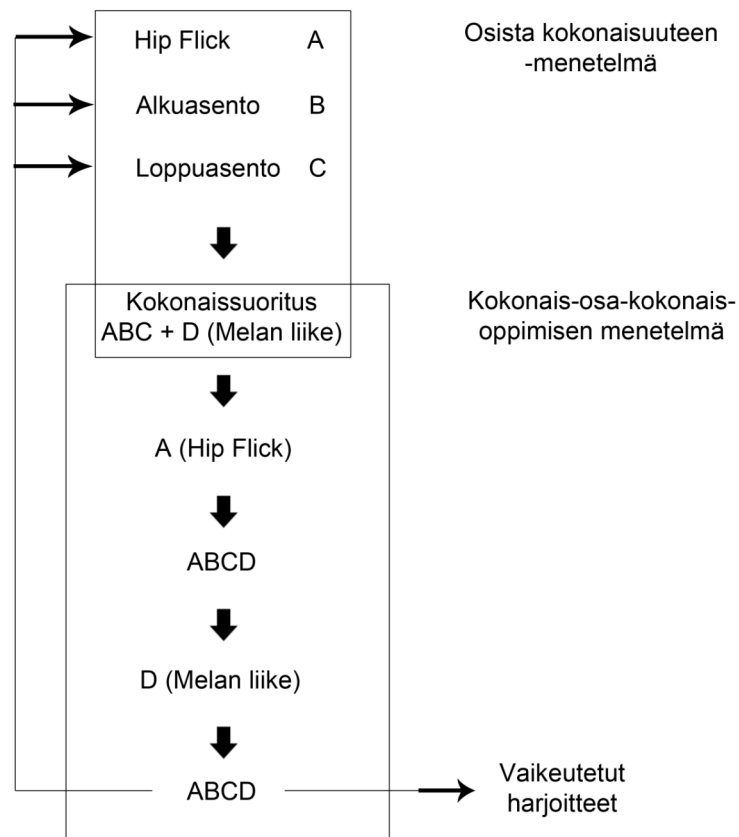 Hip Flick A
Osista kokonaisuuteen
-menetelmä
Alkuasento B
Loppuasento C
Kokonaissuoritus
ABC + D (Melan liike)
Kokonais-osa-kokonais-
oppimisen menetelmä
A (Hip Flick)
ABCD
D (Melan liike)
ABCD
Vaikeutetut
harjoitteet